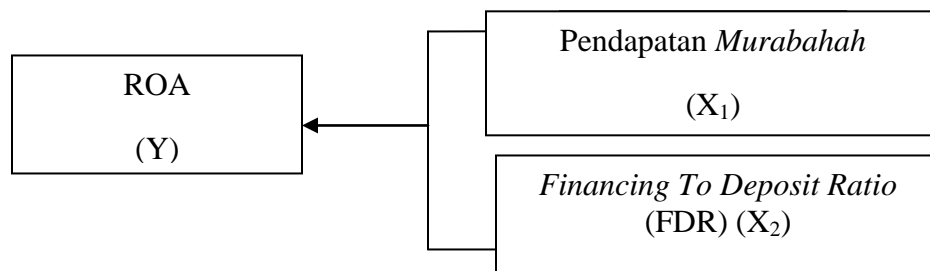 ROA
(Y)
Pendapatan Murabahah
(X₁)
Financing To Deposit Ratio
(FDR) (X₂)